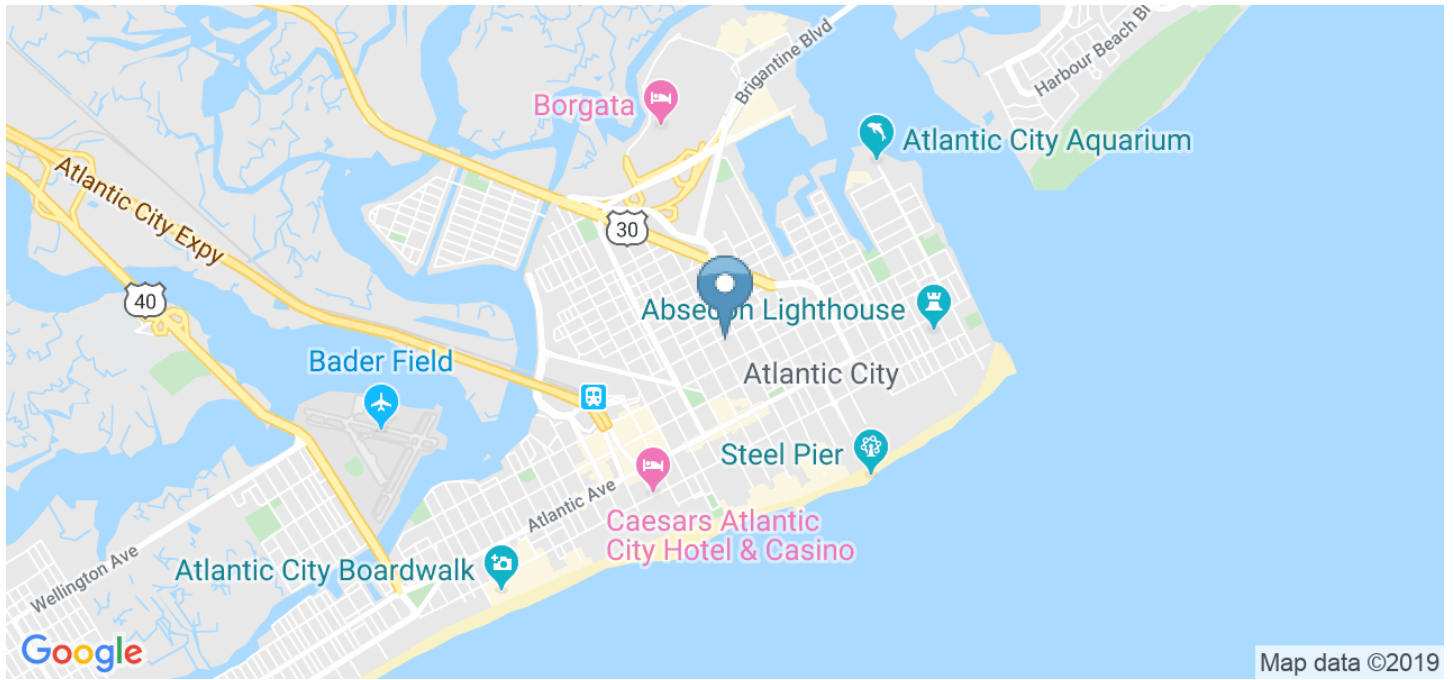 Brigantine Blvd
Harbour Beach Bl
Borgata
Atlantic City Aquarium
Atlantic City Expy
30
40
Absecon Lighthouse
Bader Field
Atlantic City
Steel Pier
Atlantic Ave
Caesars Atlantic
City Hotel & Casino
Wellington Ave
Atlantic City Boardwalk
Google
Map data ©2019